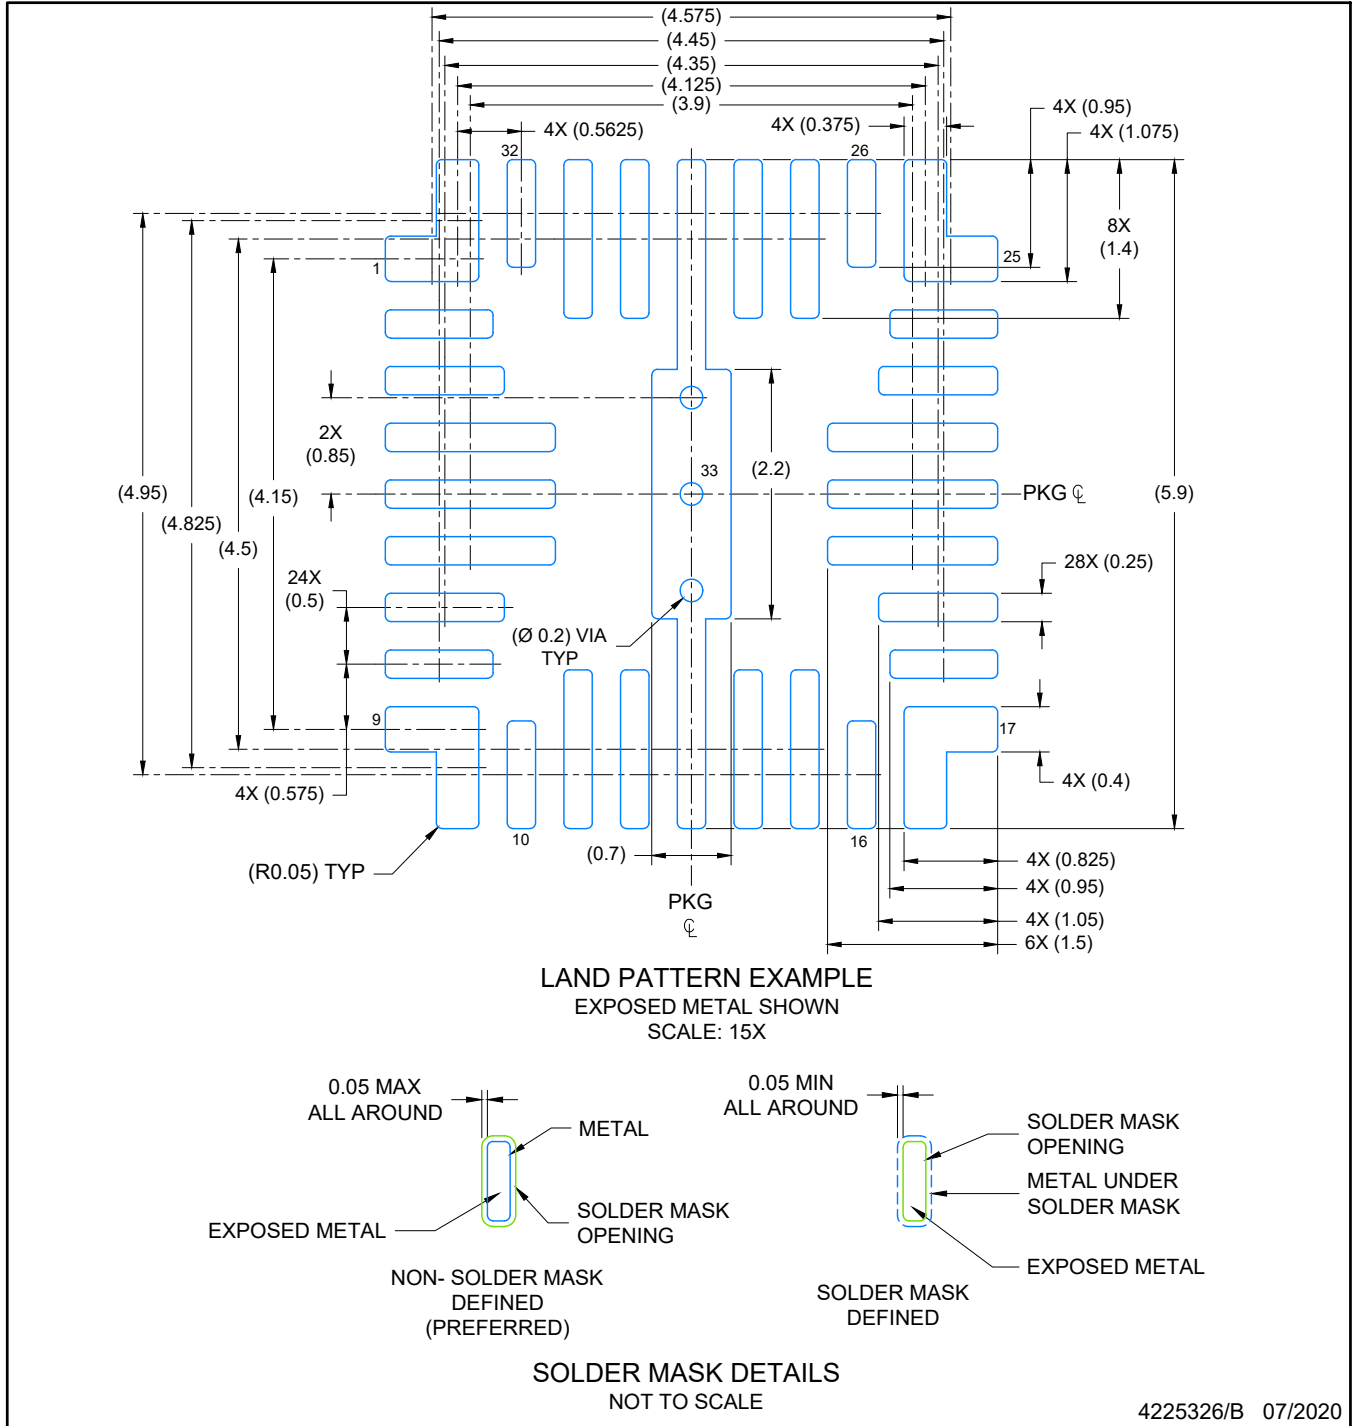 (4.575)
(4.45)
(4.35)
(4.125)
(3.9)
4X (0.5625)
4X (0.375)
4X (0.95)
4X (1.075)
32
26
8X
(1.4)
1
25
2X
(0.85)
33
(2.2)
(4.95)
(4.825)
(4.5)
(4.15)
PKG ℄
(5.9)
24X
(0.5)
28X (0.25)
(Ø 0.2) VIA
TYP
9
17
4X (0.575)
4X (0.4)
10
16
(R0.05) TYP
(0.7)
4X (0.825)
4X (0.95)
4X (1.05)
6X (1.5)
PKG
℄
LAND PATTERN EXAMPLE
EXPOSED METAL SHOWN
SCALE: 15X
0.05 MAX
ALL AROUND
METAL
EXPOSED METAL
SOLDER MASK
OPENING
NON- SOLDER MASK
DEFINED
(PREFERRED)
0.05 MIN
ALL AROUND
SOLDER MASK
OPENING
METAL UNDER
SOLDER MASK
EXPOSED METAL
SOLDER MASK
DEFINED
SOLDER MASK DETAILS
NOT TO SCALE
4225326/B 07/2020